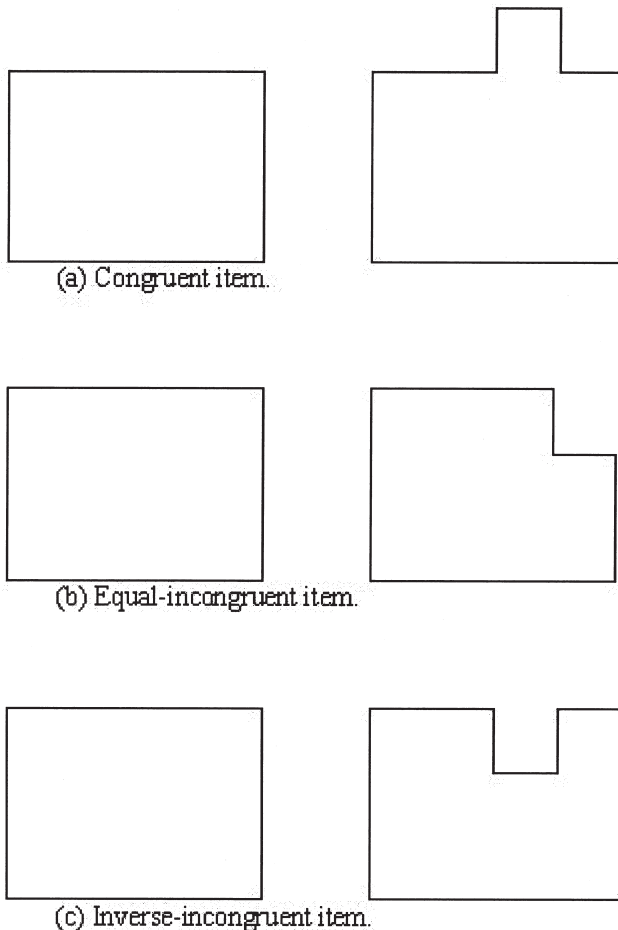 (a) Congruent item.
(b) Equal-incongruent item.
(c) Inverse-incongruent item.